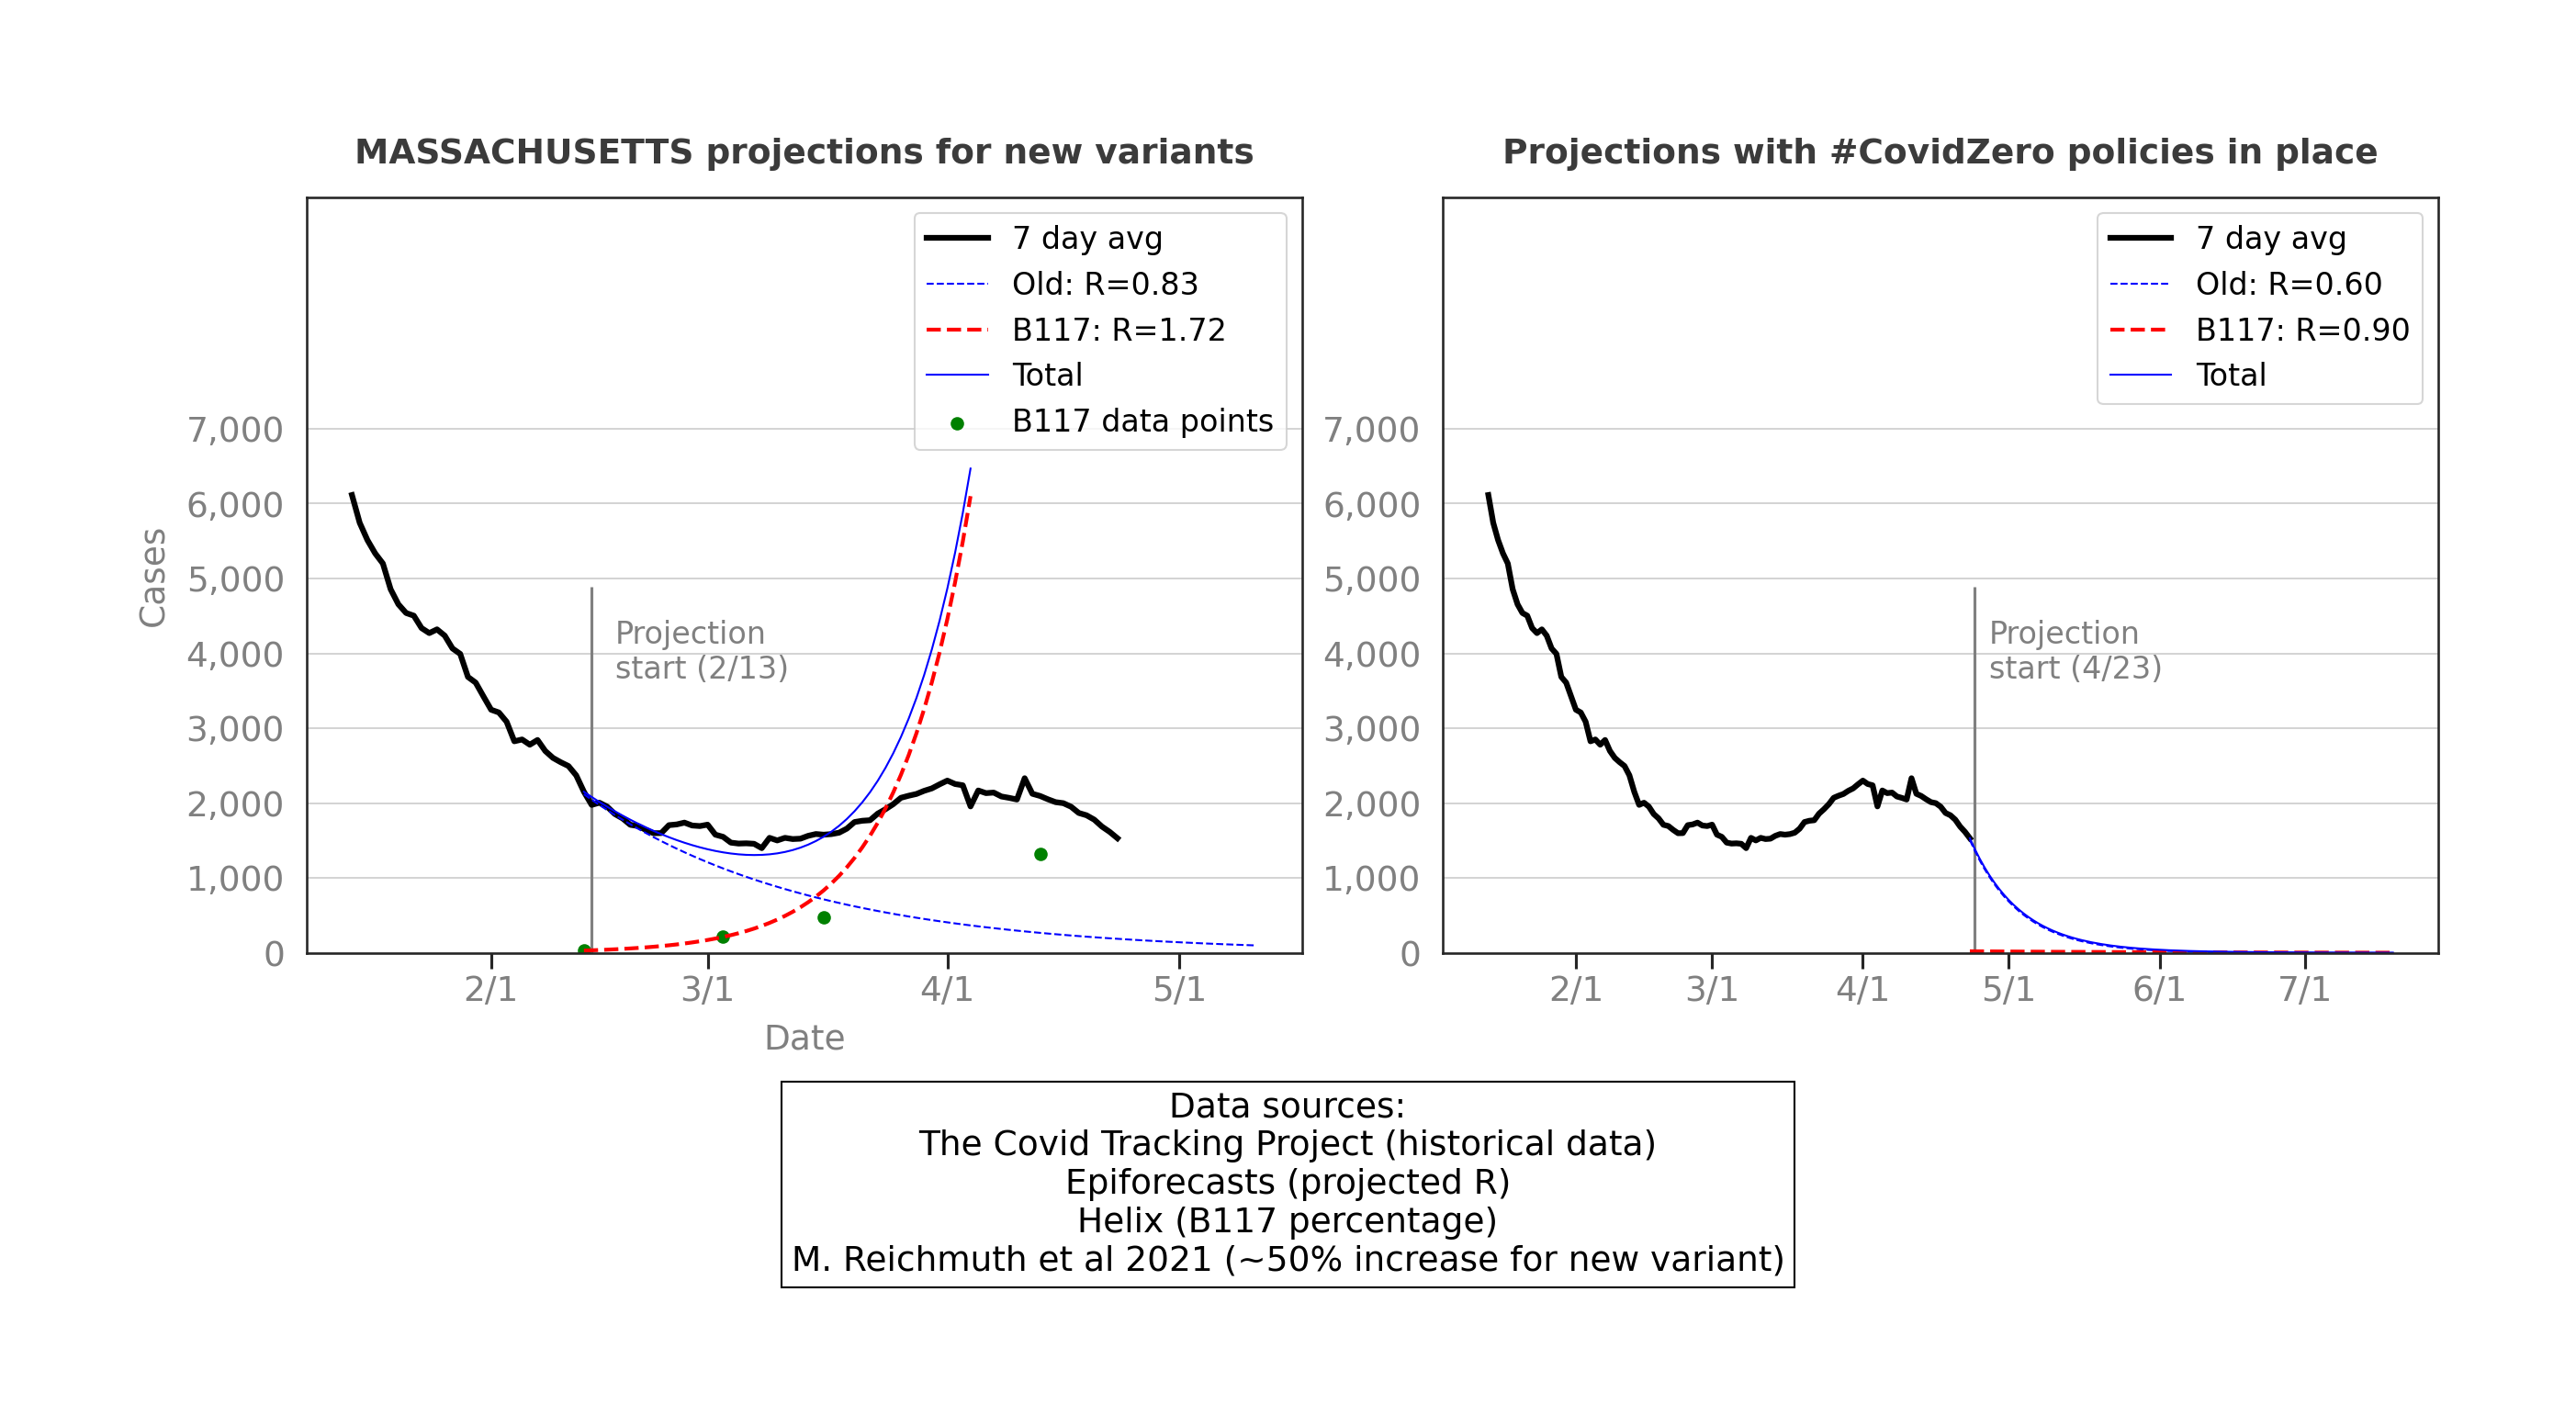 MASSACHUSETTS projections for new variants
7 day avg
Old: R=0.83
B117: R=1.72
Total
B117 data points
Projection
start (2/13)
Cases
7,000
6,000
5,000
4,000
3,000
2,000
1,000
0
2/1
3/1
4/1
5/1
Date
Projections with #CovidZero policies in place
7 day avg
Old: R=0.60
B117: R=0.90
Total
Projection
start (4/23)
7,000
6,000
5,000
4,000
3,000
2,000
1,000
0
2/1
3/1
4/1
5/1
6/1
7/1
Data sources:
The Covid Tracking Project (historical data)
Epiforecasts (projected R)
Helix (B117 percentage)
M. Reichmuth et al 2021 (~50% increase for new variant)